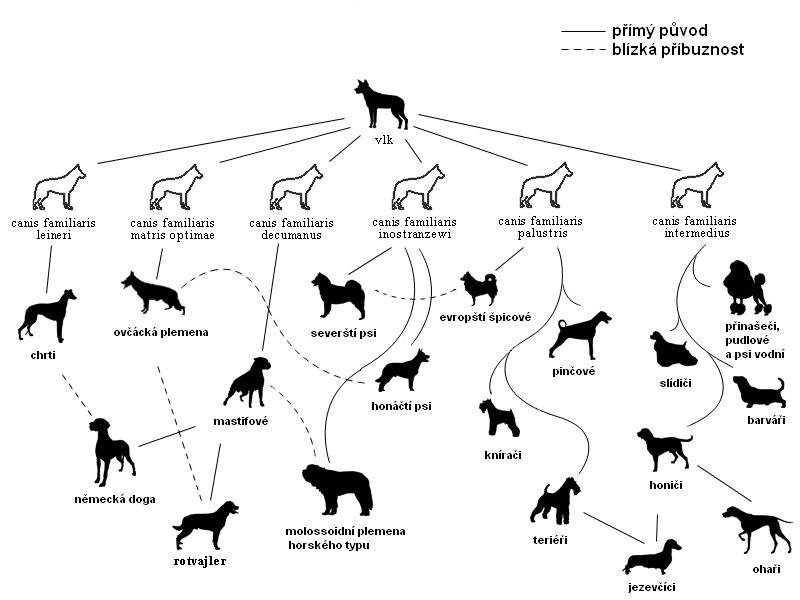 přímý původ
blízká příbuznost
vlk
canis familiaris
leineri
canis familiaris
matris optimae
canis familiaris
decumanus
canis familiaris
inostranzewi
canis familiaris
palustris
canis familiaris
intermedius
chrti
ovčácká plemena
severští psi
evropští špicové
přinašeči,
pudlové
a psi vodní
pinčové
slídiči
barváři
mastifové
honáčtí psi
knírači
honiči
německá doga
rotvajler
molossoidní plemena
horského typu
teriéři
jezevčíci
ohaři